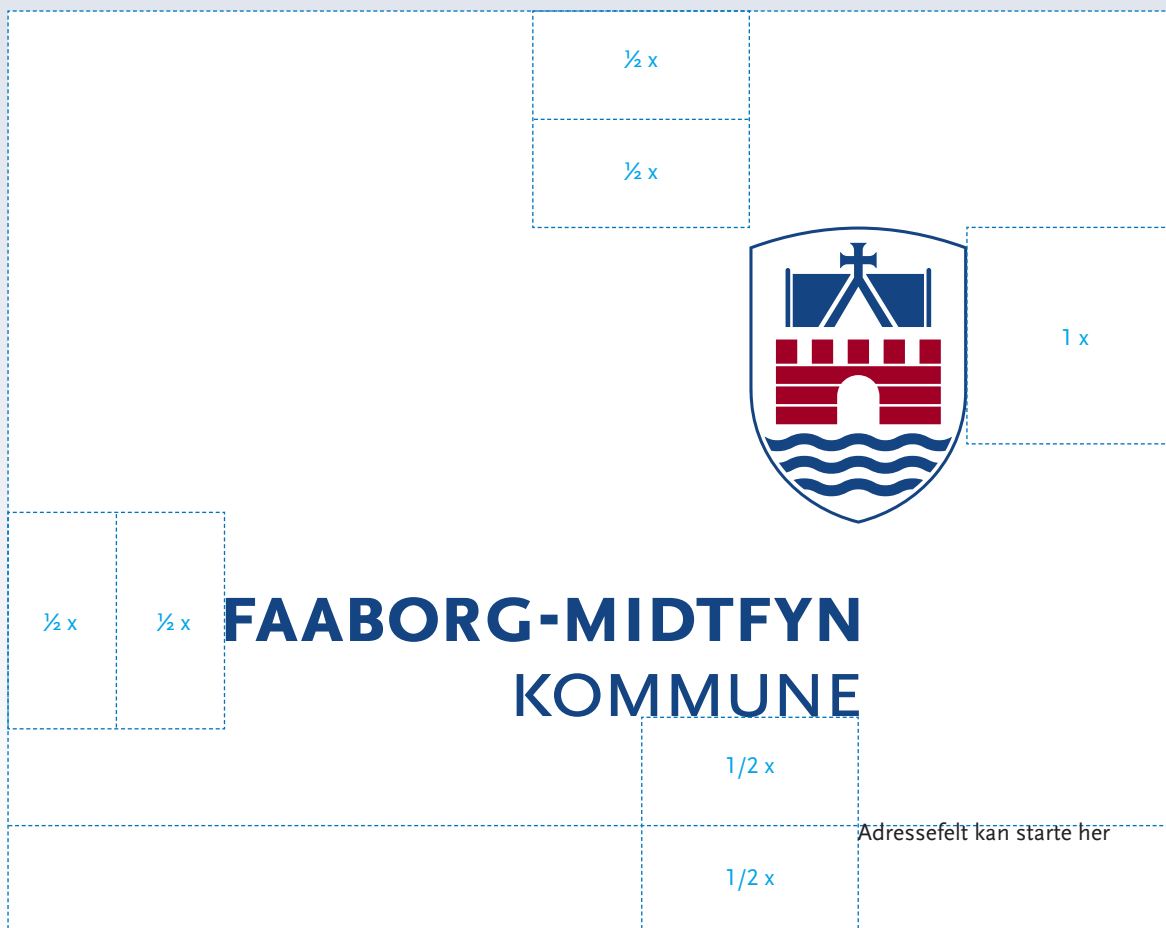 ½ x
½ x
1 x
½ x ½ x
FAABORG-MIDTFYN
KOMMUNE
1/2 x
Adressefelt kan starte her
1/2 x